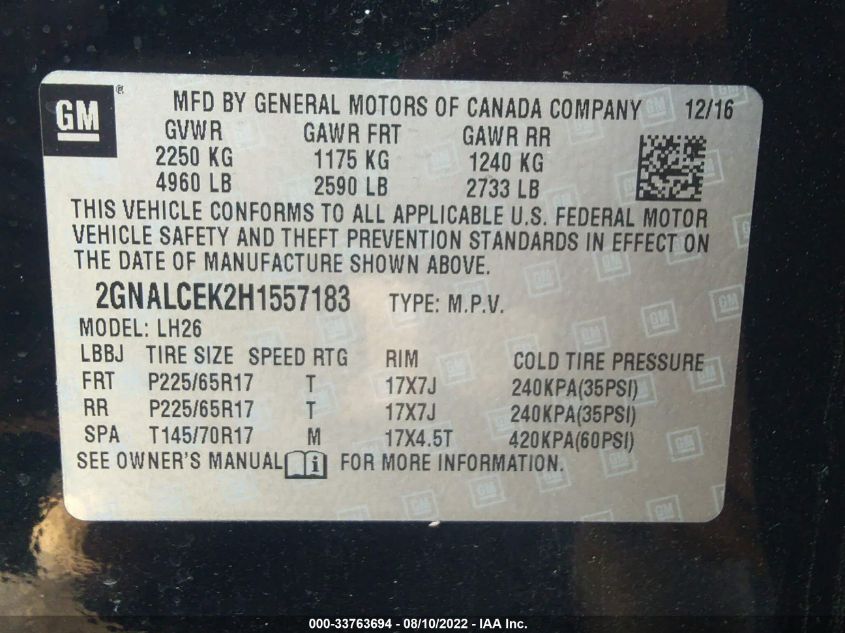 GM ® MFD BY GENERAL MOTORS OF CANADA COMPANY 12/16
GVWR GAWR FRT GAWR RR
2250 KG 1175 KG 1240 KG
4960 LB 2590 LB 2733 LB
THIS VEHICLE CONFORMS TO ALL APPLICABLE U.S. FEDERAL MOTOR
VEHICLE SAFETY AND THEFT PREVENTION STANDARDS IN EFFECT ON
THE DATE OF MANUFACTURE SHOWN ABOVE.
2GNALCEK2H1557183 TYPE: M.P.V.
MODEL: LH26
LBBJ TIRE SIZE SPEED RTG RIM COLD TIRE PRESSURE
FRT P225/65R17 T 17X7J 240KPA(35PSI)
RR P225/65R17 T 17X7J 240KPA(35PSI)
SPA T145/70R17 M 17X4.5T 420KPA(60PSI)
SEE OWNER'S MANUAL i FOR MORE INFORMATION.
000-33763694 - 08/10/2022 - IAA Inc.